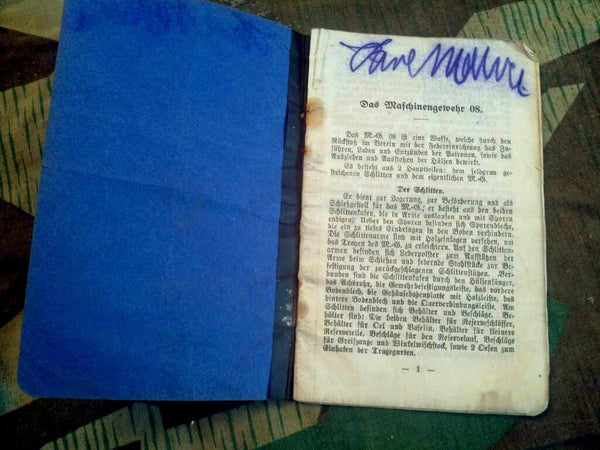 Das Maschinengewehr 08.
Das M.-G. 08 ist eine Waffe, welche durch den
Rückstoß im Verein mit der Federeinrichtung das Zu-
führen, Laden und Entzünden der Patronen, sowie das
Ausziehen und Ausstoßen der Hülsen bewirkt.
Es besteht aus 2 Hauptteilen: dem feldgrau ge-
strichenen Schlitten und dem eigentlichen M.-G.
Der Schlitten.
Er dient zur Lagerung, zur Beförderung und als
Schießgestell für das M.-G.; er besteht aus den beiden
Schlittenkufen, die in Arme auslaufen und mit Sporen
endigen; Ueber den Sporen befinden sich Sporenbleche,
die ein zu tiefes Eindringen in den Boden verhindern.
Die Schlittenarme sind mit Holzeinlagen versehen, um
das Tragen des M.-G. zu erleichtern. Auf den Schlitten-
armen befinden sich Lederpolster zum Aufstützen der
Arme beim Schießen und federnde Stahlstücke zur Be-
festigung der zurückgeschlagenen Schlittenstützen. Ver-
bunden sind die Schlittenkufen durch den Hülsenfänger,
das Achsrohr, die Gewehrbefestigungsleiste, das vordere
Bodenblech, die Gehäusebodenplatte mit Holzleiste, das
hintere Bodenblech und die Querverbindungsleiste. Am
Schlitten befinden sich Behälter und Beschläge. Be-
hälter sind: Die beiden Behälter für Reserveschlösser,
Behälter für Oel und Vaselin, Behälter für kleinere
Reserveteile, Beschläge für den Reservelauf, Beschläge
für Greifzange und Winkelwischstock, sowie 2 Oesen zum
Einhaken der Tragegurten.
— 1 —